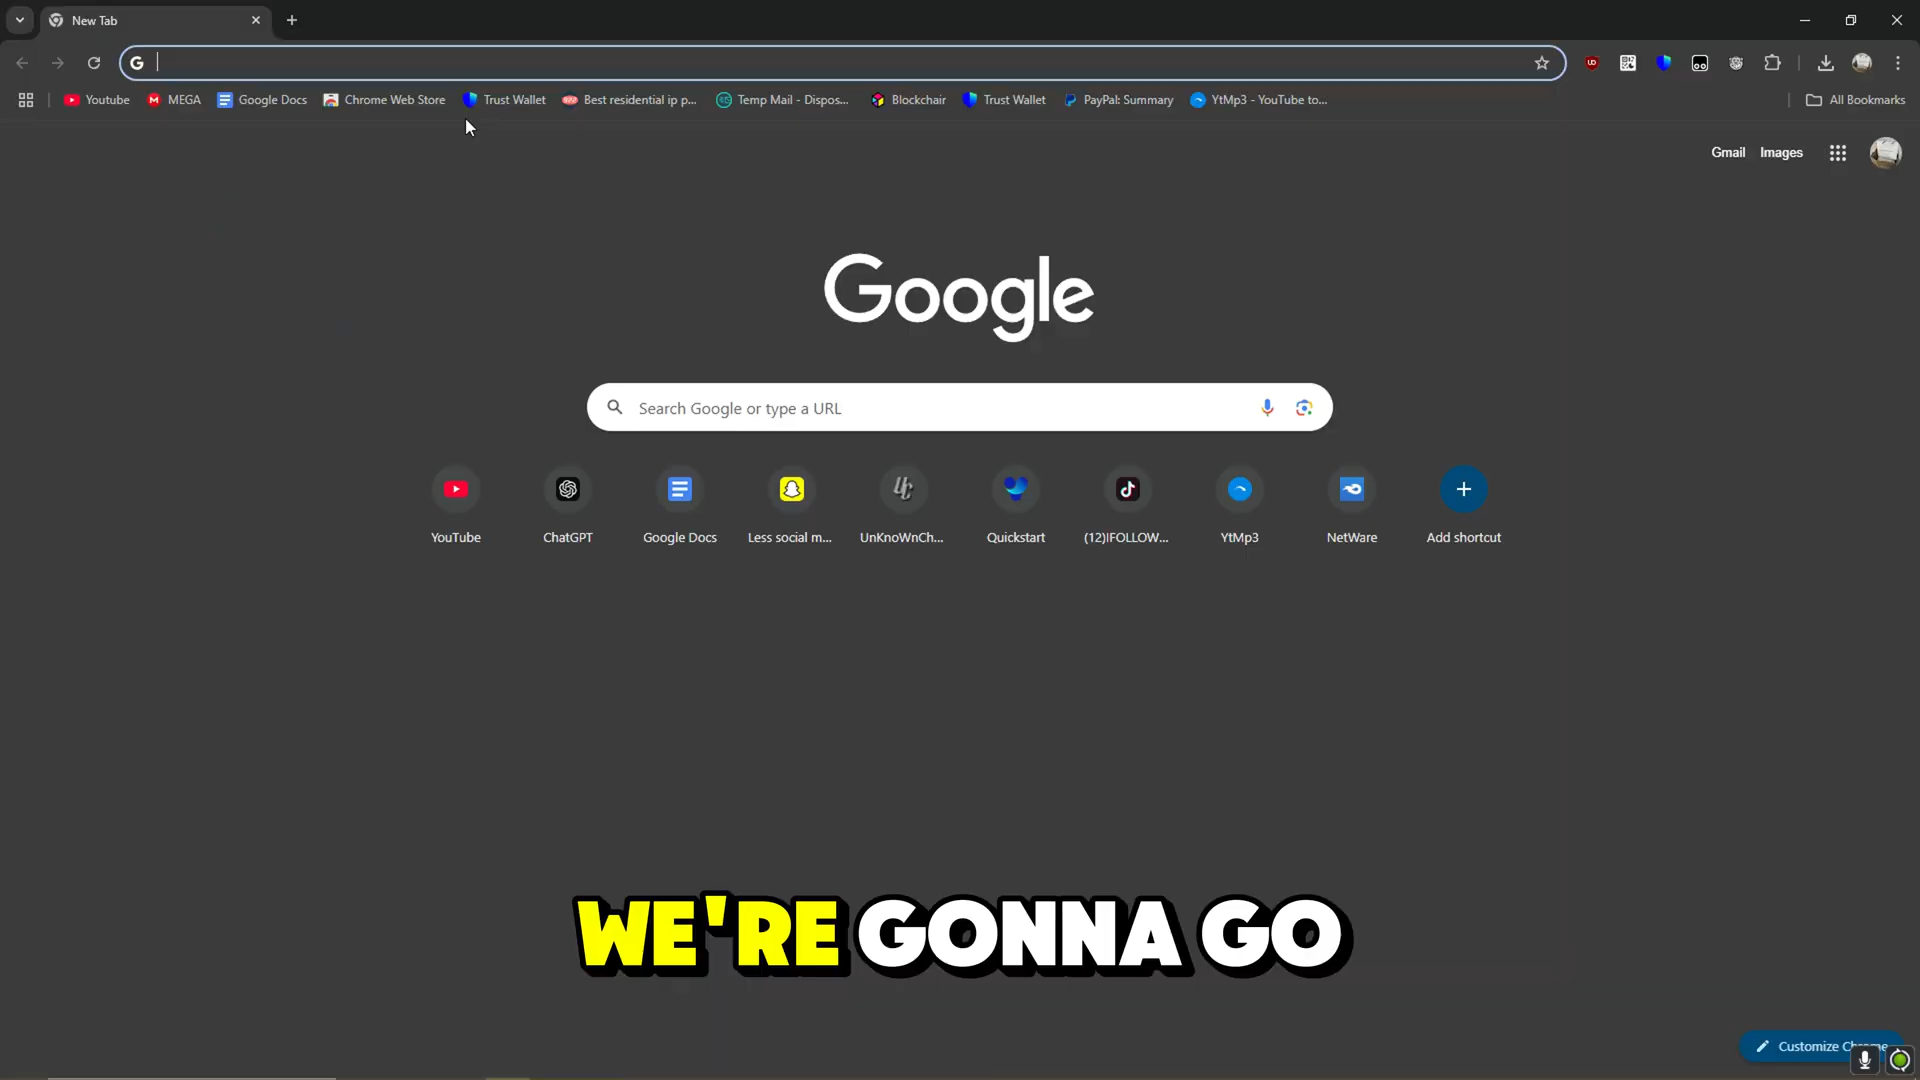 New Tab
Youtube MEGA Google Docs Chrome Web Store Trust Wallet Best residential ip p... Temp Mail - Dispos... Blockchair Trust Wallet PayPal: Summary YtMp3 - YouTube to... All Bookmarks
Gmail Images
Google
Search Google or type a URL
YouTube ChatGPT Google Docs Less social m... UnKnoWnCh... Quickstart (12)IFOLLOW... YtMp3 NetWare Add shortcut
WE'RE GONNA GO
Customize Chrome